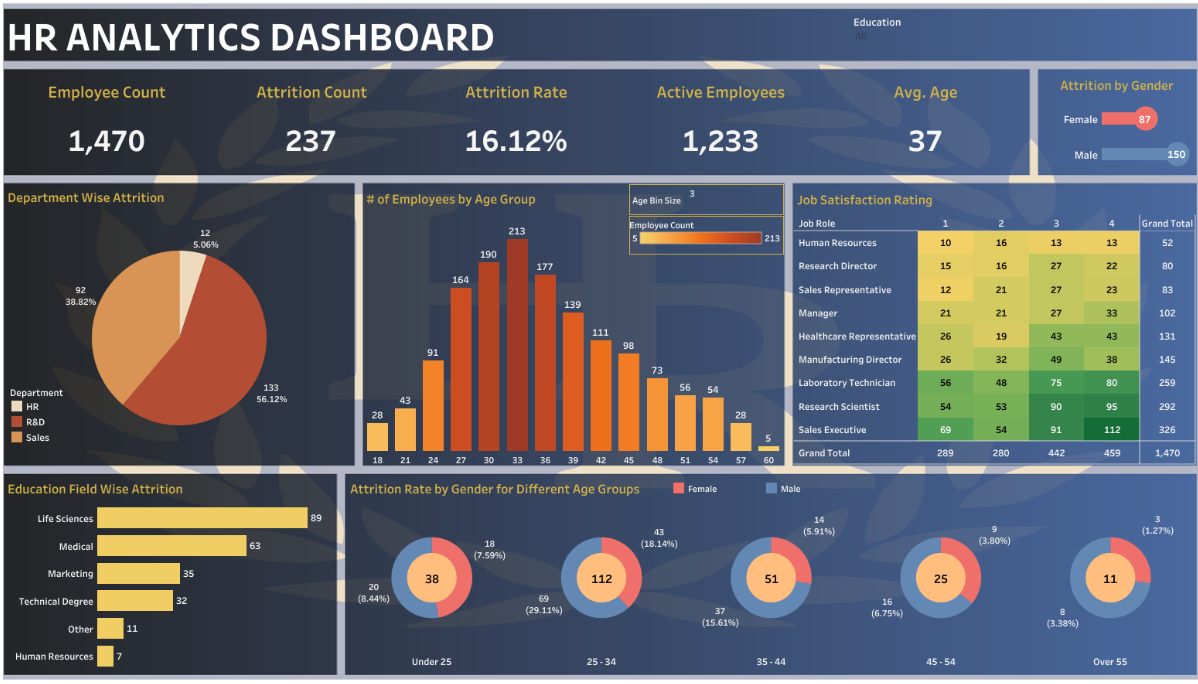 HR ANALYTICS DASHBOARD
Education
All
Employee Count
Attrition Count
Attrition Rate
Active Employees
Avg. Age
1,470
237
16.12%
1,233
37
Attrition by Gender
Female 87
Male 150
Department Wise Attrition
12
5.06%
92
38.82%
133
56.12%
Department
HR
R&D
Sales
# of Employees by Age Group
Age Bin Size 3
Employee Count
5 213
28 43 91 164 190 213 177 139 111 98 73 56 54 28 5
18 21 24 27 30 33 36 39 42 45 48 51 54 57 60
Job Satisfaction Rating
Job Role 1 2 3 4 Grand Total
Human Resources 10 16 13 13 52
Research Director 15 16 27 22 80
Sales Representative 12 21 27 23 83
Manager 21 21 27 33 102
Healthcare Representative 26 19 43 43 131
Manufacturing Director 26 32 49 38 145
Laboratory Technician 56 48 75 80 259
Research Scientist 54 53 90 95 292
Sales Executive 69 54 91 112 326
Grand Total 289 280 442 459 1,470
Education Field Wise Attrition
Life Sciences 89
Medical 63
Marketing 35
Technical Degree 32
Other 11
Human Resources 7
Attrition Rate by Gender for Different Age Groups
Female
Male
18
(7.59%)
38
20
(8.44%)
Under 25
43
(18.14%)
112
69
(29.11%)
25 - 34
14
(5.91%)
51
37
(15.61%)
35 - 44
9
(3.80%)
25
16
(6.75%)
45 - 54
3
(1.27%)
11
8
(3.38%)
Over 55
HR